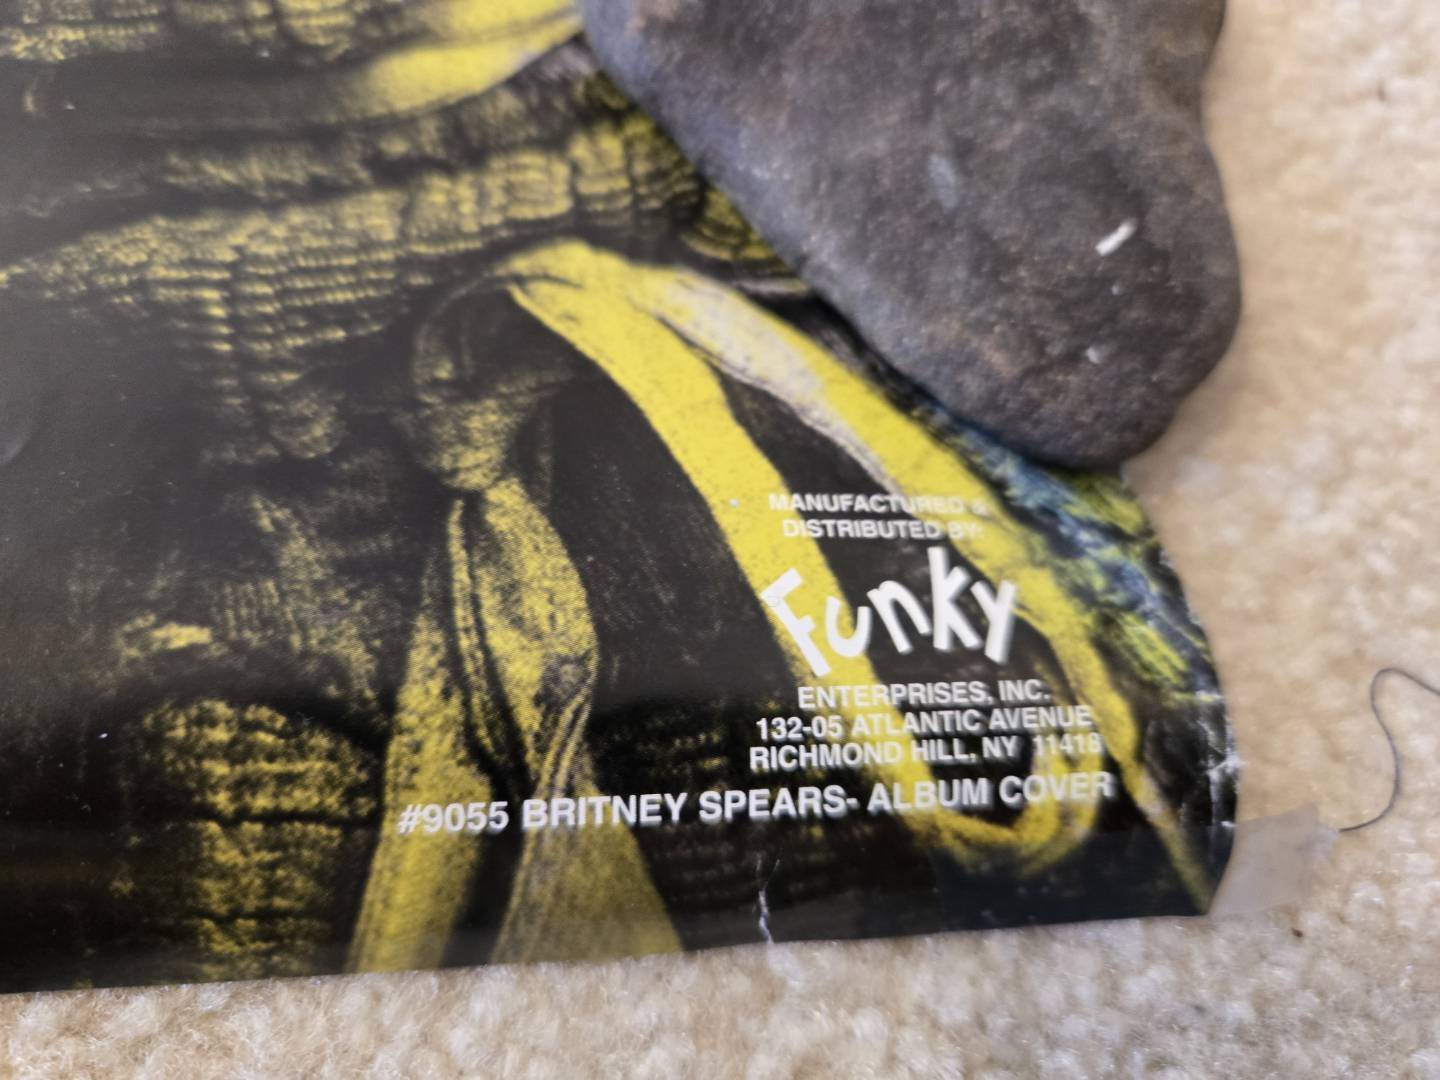 MANUFACTURED &
DISTRIBUTED BY:
Funky
ENTERPRISES, INC.
132-05 ATLANTIC AVENUE
RICHMOND HILL, NY 11418
#9055 BRITNEY SPEARS- ALBUM COVER